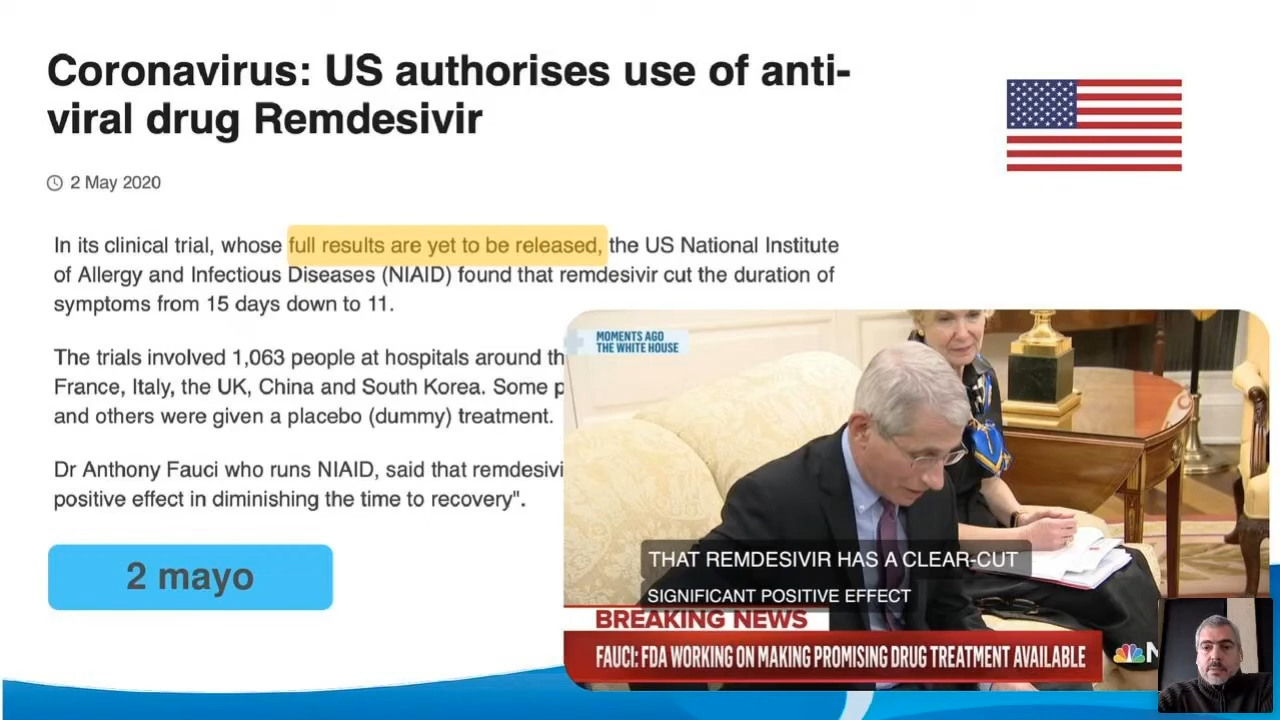 Coronavirus: US authorises use of anti-
viral drug Remdesivir
2 May 2020
In its clinical trial, whose full results are yet to be released, the US National Institute
of Allergy and Infectious Diseases (NIAID) found that remdesivir cut the duration of
symptoms from 15 days down to 11.
The trials involved 1,063 people at hospitals around th
France, Italy, the UK, China and South Korea. Some p
and others were given a placebo (dummy) treatment.
Dr Anthony Fauci who runs NIAID, said that remdesivi
positive effect in diminishing the time to recovery".
2 mayo
MOMENTS AGO
THE WHITE HOUSE
THAT REMDESIVIR HAS A CLEAR-CUT
SIGNIFICANT POSITIVE EFFECT
BREAKING NEWS
FAUCI: FDA WORKING ON MAKING PROMISING DRUG TREATMENT AVAILABLE
N